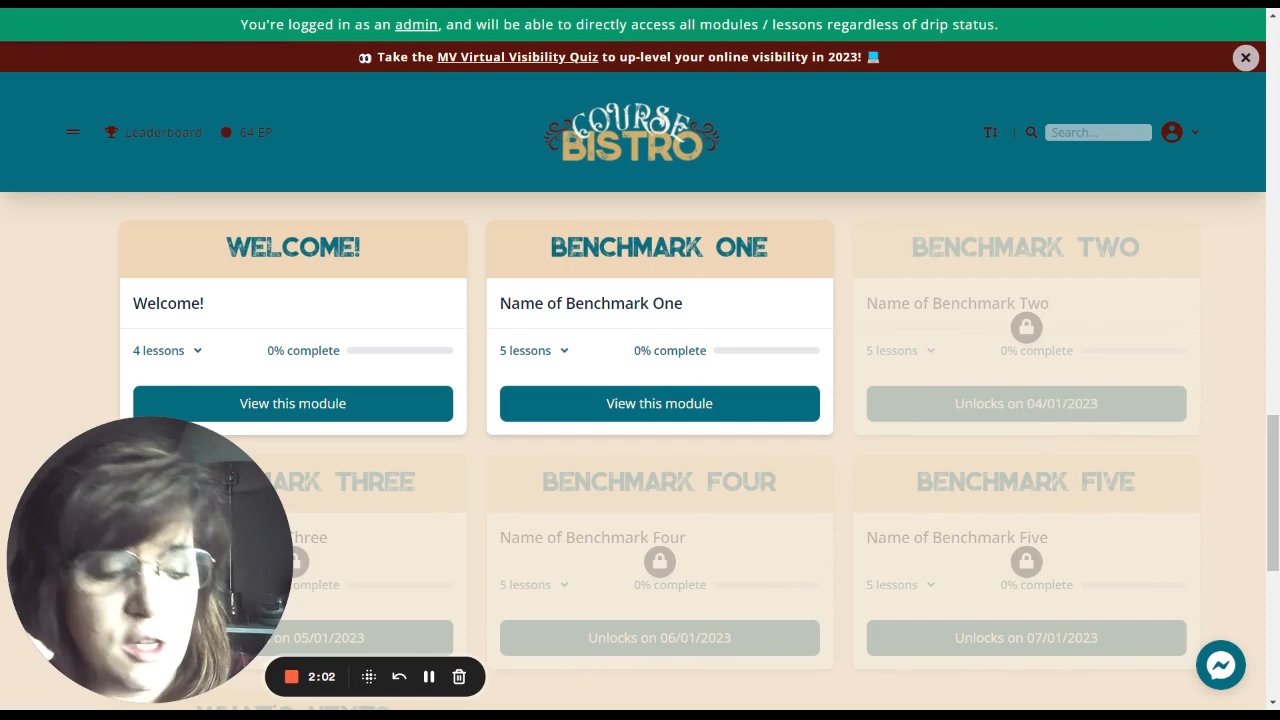 You're logged in as an admin, and will be able to directly access all modules / lessons regardless of drip status.
👀 Take the MV Virtual Visibility Quiz to up-level your online visibility in 2023! 💻
Leaderboard
64 EP
COURSE
BISTRO
Search...
WELCOME!
BENCHMARK ONE
BENCHMARK TWO
Welcome!
Name of Benchmark One
Name of Benchmark Two
4 lessons
0% complete
5 lessons
0% complete
5 lessons
0% complete
View this module
View this module
Unlocks on 04/01/2023
ARK THREE
BENCHMARK FOUR
BENCHMARK FIVE
Three
Name of Benchmark Four
Name of Benchmark Five
complete
5 lessons
0% complete
5 lessons
0% complete
on 05/01/2023
Unlocks on 06/01/2023
Unlocks on 07/01/2023
2:02
WHAT'S NEXT?